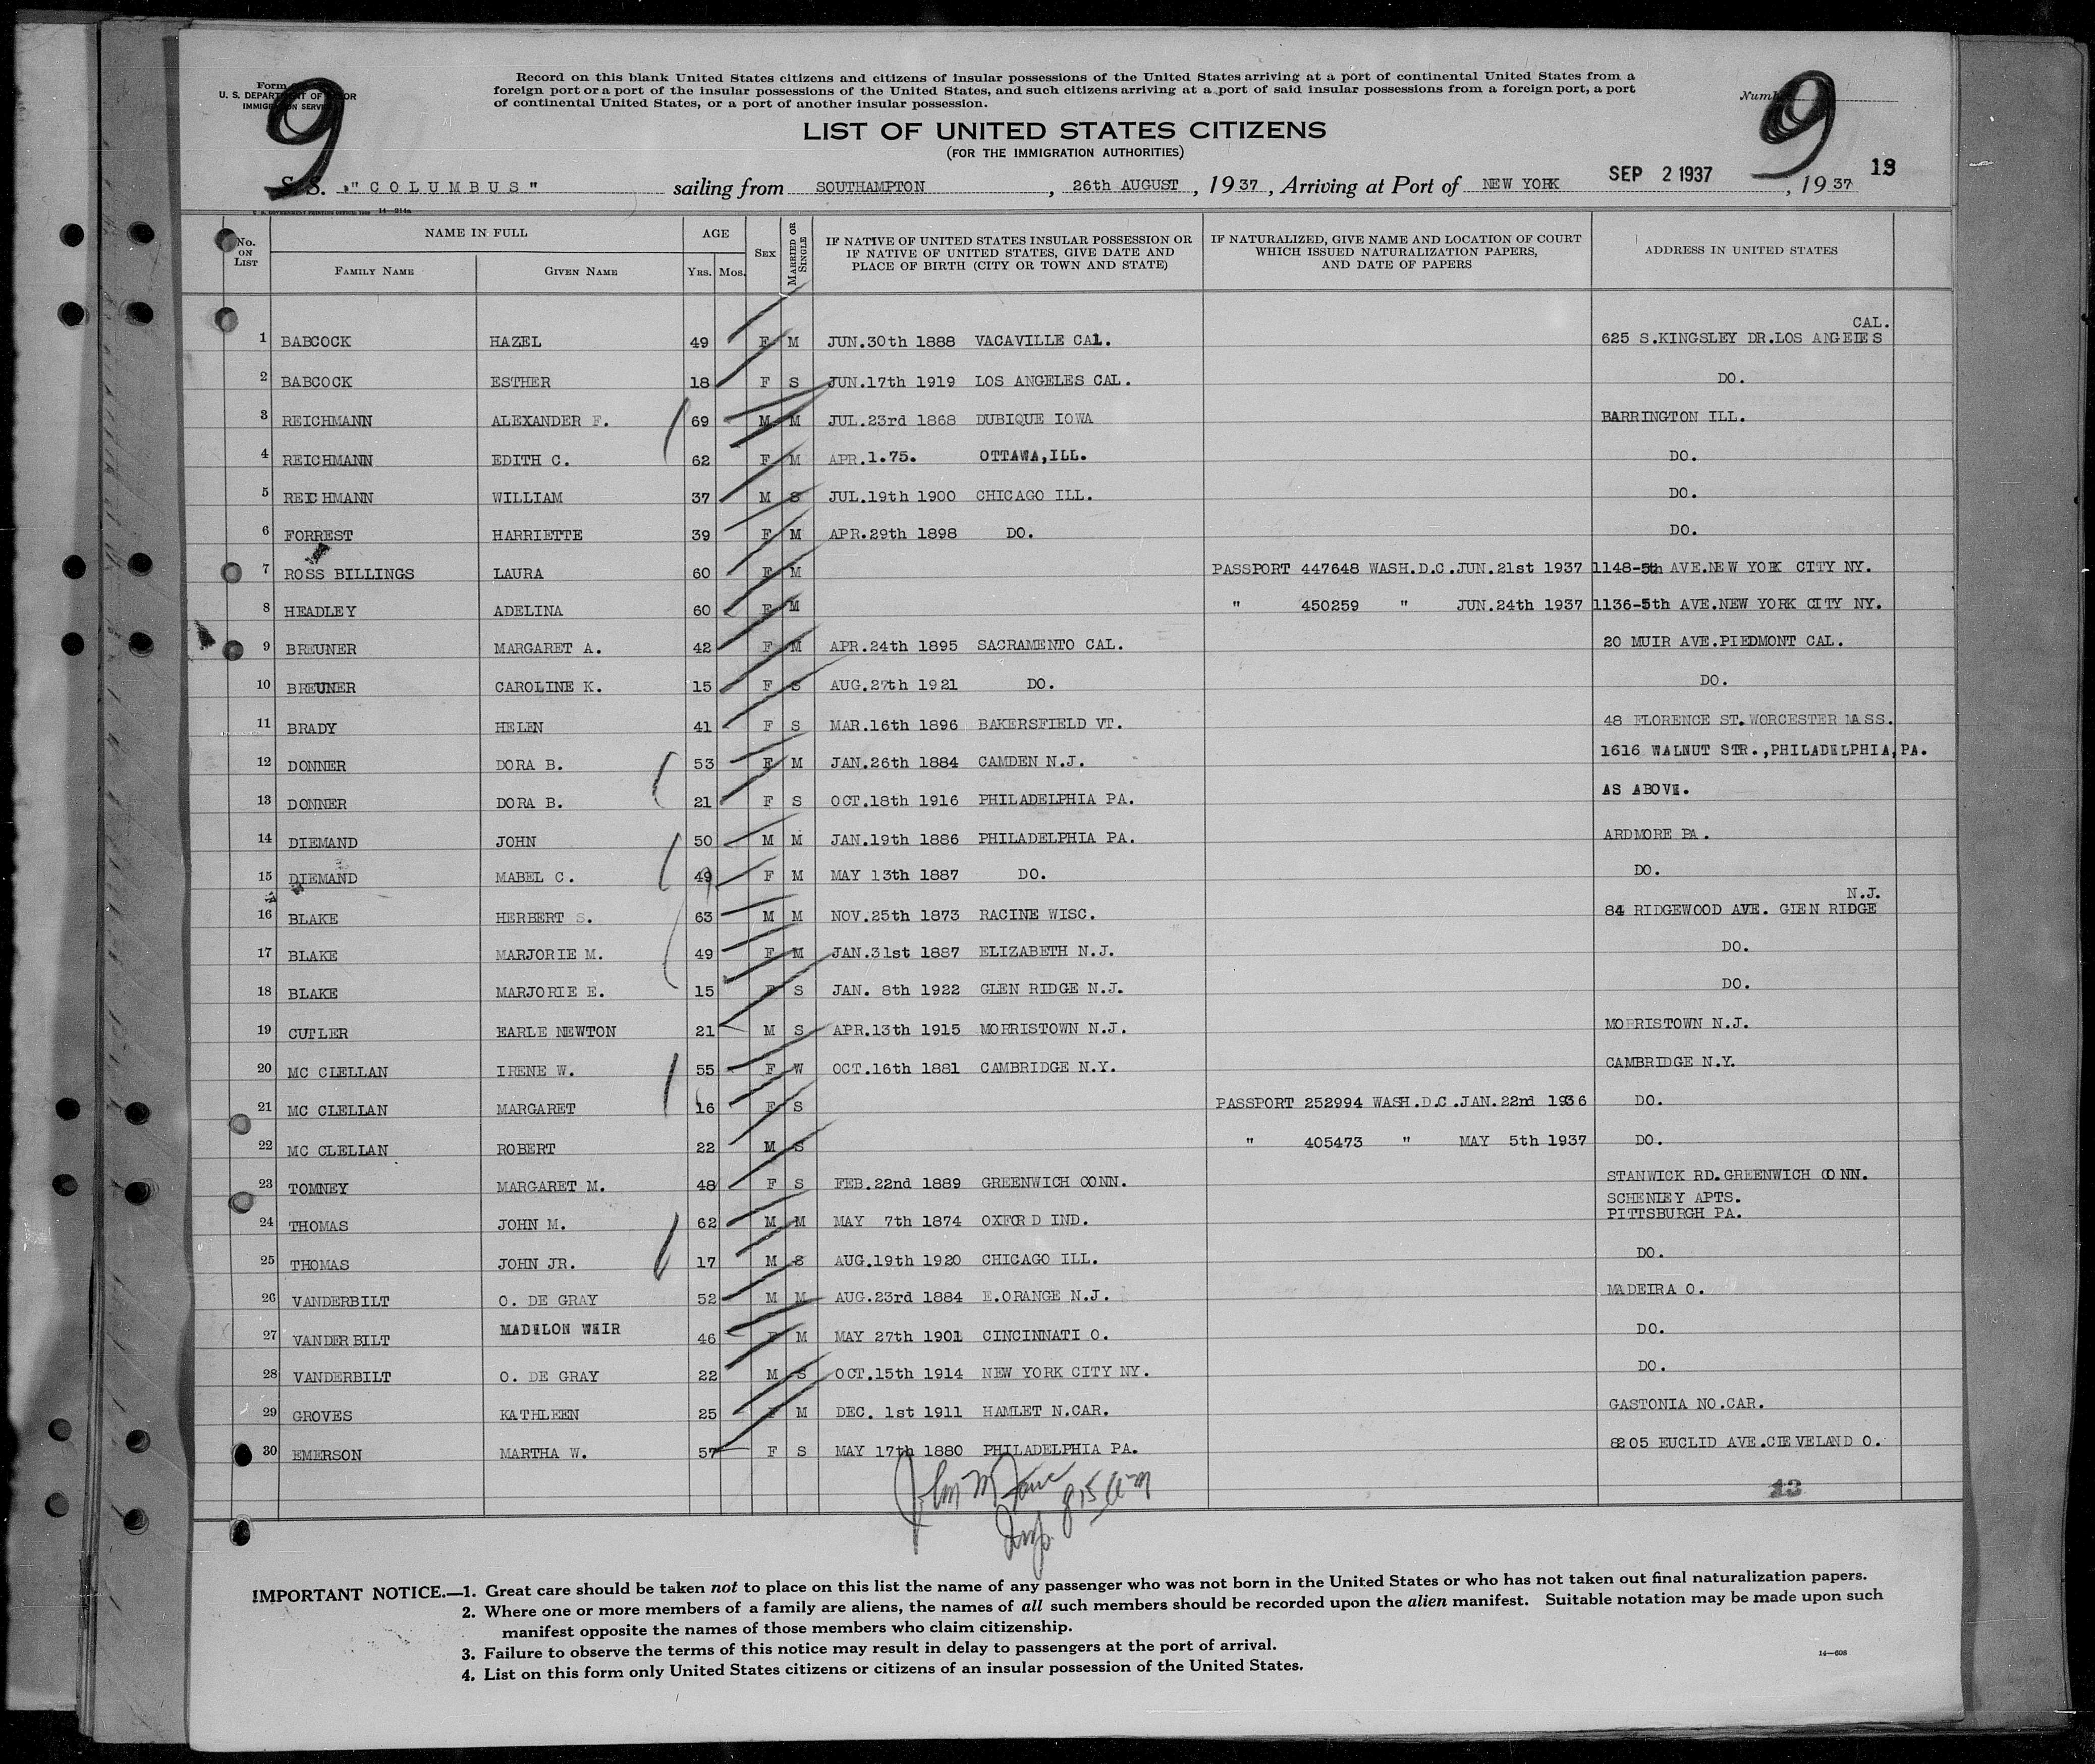 Record on this blank United States citizens and citizens of insular possessions of the United States arriving at a port of continental United States from a
foreign port or a port of the insular possessions of the United States, and such citizens arriving at a port of said insular possessions from a foreign port, a port
of continental United States, or a port of another insular possession.
Form
U. S. DEPARTMENT OF LABOR
IMMIGRATION SERVICE
9
9
LIST OF UNITED STATES CITIZENS
(FOR THE IMMIGRATION AUTHORITIES)
S. S. "COLUMBUS" sailing from SOUTHAMPTON, 26th AUGUST, 1937, Arriving at Port of NEW YORK SEP 2 1937, 1937 13
U. S. GOVERNMENT PRINTING OFFICE: 14—214a
No. ON LIST NAME IN FULL AGE SEX MARRIED OR SINGLE IF NATIVE OF UNITED STATES INSULAR POSSESSION OR IF NATIVE OF UNITED STATES, GIVE DATE AND PLACE OF BIRTH (CITY OR TOWN AND STATE) IF NATURALIZED, GIVE NAME AND LOCATION OF COURT WHICH ISSUED NATURALIZATION PAPERS, AND DATE OF PAPERS ADDRESS IN UNITED STATES
FAMILY NAME GIVEN NAME YRS. MOS.
1 BABCOCK HAZEL 49 F M JUN.30th 1888 VACAVILLE CAL. 625 S.KINGSLEY DR.LOS ANGELES CAL.
2 BABCOCK ESTHER 18 F S JUN.17th 1919 LOS ANGELES CAL. DO.
3 REICHMANN ALEXANDER F. 69 M M JUL.23rd 1868 DUBIQUE IOWA BARRINGTON ILL.
4 REICHMANN EDITH C. 62 F M APR.1.75. OTTAWA,ILL. DO.
5 REICHMANN WILLIAM 37 M S JUL.19th 1900 CHICAGO ILL. DO.
6 FORREST HARRIETTE 39 F M APR.29th 1898 DO. DO.
7 ROSS BILLINGS LAURA 60 F M PASSPORT 447648 WASH.D.C.JUN.21st 1937 1148-5th AVE.NEW YORK CITY NY.
8 HEADLEY ADELINA 60 F M " 450259 " JUN.24th 1937 1136-5th AVE.NEW YORK CITY NY.
9 BREUNER MARGARET A. 42 F M APR.24th 1895 SACRAMENTO CAL. 20 MUIR AVE.PIEDMONT CAL.
10 BREUNER CAROLINE K. 15 F S AUG.27th 1921 DO. DO.
11 BRADY HELEN 41 F S MAR.16th 1896 BAKERSFIELD VT. 48 FLORENCE ST.WORCESTER MASS.
12 DONNER DORA B. 53 F M JAN.26th 1884 CAMDEN N.J. 1616 WALNUT STR.,PHILADELPHIA,PA.
13 DONNER DORA B. 21 F S OCT.18th 1916 PHILADELPHIA PA. AS ABOVE.
14 DIEMAND JOHN 50 M M JAN.19th 1886 PHILADELPHIA PA. ARDMORE PA.
15 DIEMAND MABEL C. 49 F M MAY 13th 1887 DO. DO.
16 BLAKE HERBERT S. 63 M M NOV.25th 1873 RACINE WISC. 84 RIDGEWOOD AVE. GLEN RIDGE N.J.
17 BLAKE MARJORIE M. 49 F M JAN.31st 1887 ELIZABETH N.J. DO.
18 BLAKE MARJORIE E. 15 F S JAN. 8th 1922 GLEN RIDGE N.J. DO.
19 CUTLER EARLE NEWTON 21 M S APR.13th 1915 MORRISTOWN N.J. MORRISTOWN N.J.
20 MC CLELLAN IRENE W. 55 F W OCT.16th 1881 CAMBRIDGE N.Y. CAMBRIDGE N.Y.
21 MC CLELLAN MARGARET 16 F S PASSPORT 252994 WASH.D.C.JAN.22nd 1936 DO.
22 MC CLELLAN ROBERT 22 M S " 405473 " MAY 5th 1937 DO.
23 TOMNEY MARGARET M. 48 F S FEB.22nd 1889 GREENWICH CONN. STANWICK RD.GREENWICH CONN.
24 THOMAS JOHN M. 62 M M MAY 7th 1874 OXFORD IND. SCHENLEY APTS. PITTSBURGH PA.
25 THOMAS JOHN JR. 17 M S AUG.19th 1920 CHICAGO ILL. DO.
26 VANDERBILT O. DE GRAY 52 M M AUG.23rd 1884 E.ORANGE N.J. MADEIRA O.
27 VANDERBILT MADELON WEIR 46 F M MAY 27th 1901 CINCINNATI O. DO.
28 VANDERBILT O. DE GRAY 22 M S OCT.15th 1914 NEW YORK CITY NY. DO.
29 GROVES KATHLEEN 25 F M DEC. 1st 1911 HAMLET N.CAR. GASTONIA NO.CAR.
30 EMERSON MARTHA W. 57 F S MAY 17th 1880 PHILADELPHIA PA. 8205 EUCLID AVE.CLEVELAND O.
13
IMPORTANT NOTICE.—1. Great care should be taken not to place on this list the name of any passenger who was not born in the United States or who has not taken out final naturalization papers.
2. Where one or more members of a family are aliens, the names of all such members should be recorded upon the alien manifest. Suitable notation may be made upon such
manifest opposite the names of those members who claim citizenship.
3. Failure to observe the terms of this notice may result in delay to passengers at the port of arrival.
4. List on this form only United States citizens or citizens of an insular possession of the United States.
14—608